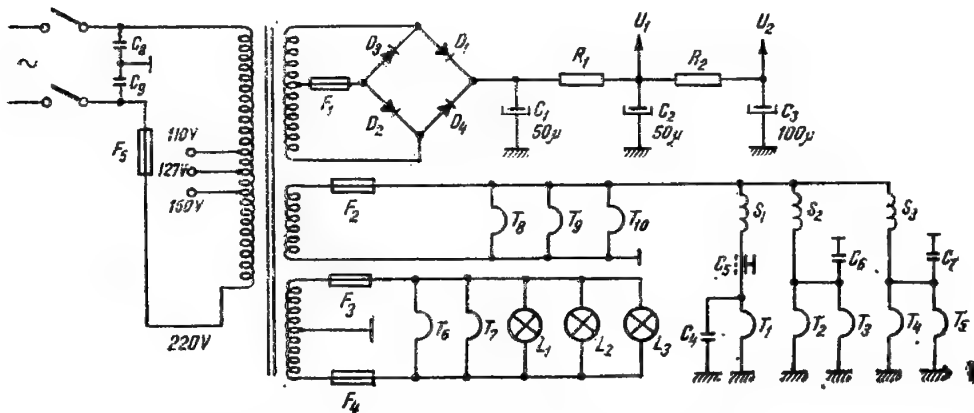 U₁ U₂
C₈
C₉
~
D₃ D₁
F₁
D₂ D₄
R₁ R₂
C₁
50μ
C₂
50μ
C₃
100μ
F₅
110V
127V
160V
220V
F₂
T₈ T₉ T₁₀
S₁ S₂ S₃
C₅ C₆ C₇
F₃
T₆ T₇ L₁ L₂ L₃
C₄ T₁ T₂ T₃ T₄ T₅
F₄